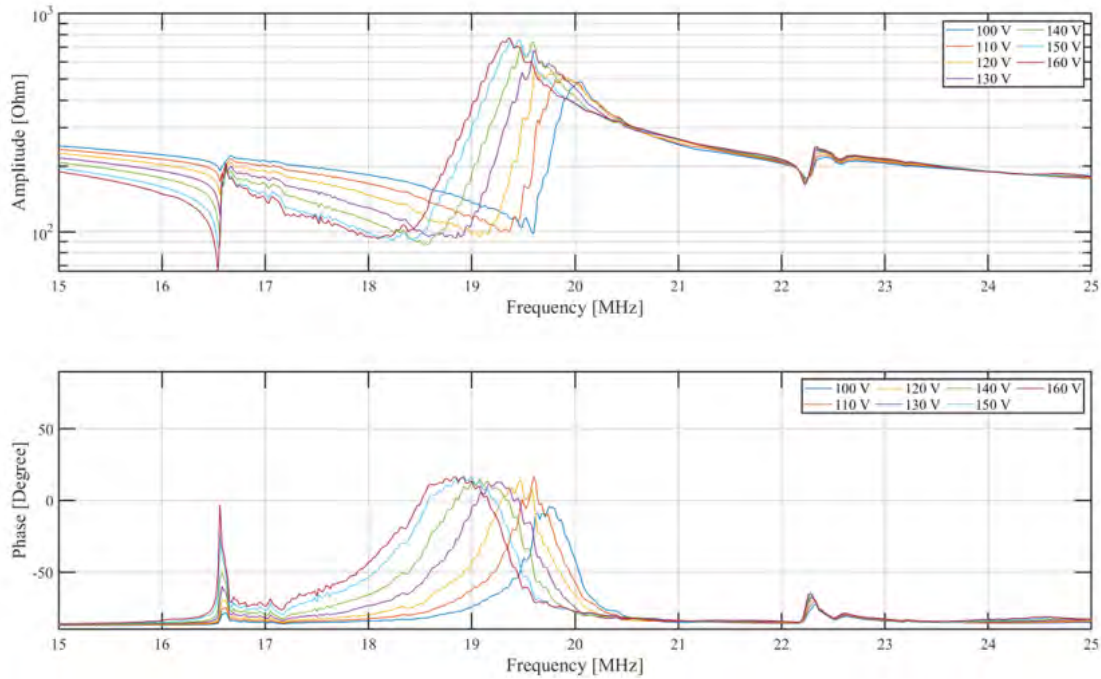 10³
100 V 140 V
110 V 150 V
120 V 160 V
130 V
Amplitude [Ohm]
10²
15 16 17 18 19 20 21 22 23 24 25
Frequency [MHz]
100 V 120 V 140 V 160 V
110 V 130 V 150 V
50
0
-50
Phase [Degree]
15 16 17 18 19 20 21 22 23 24 25
Frequency [MHz]